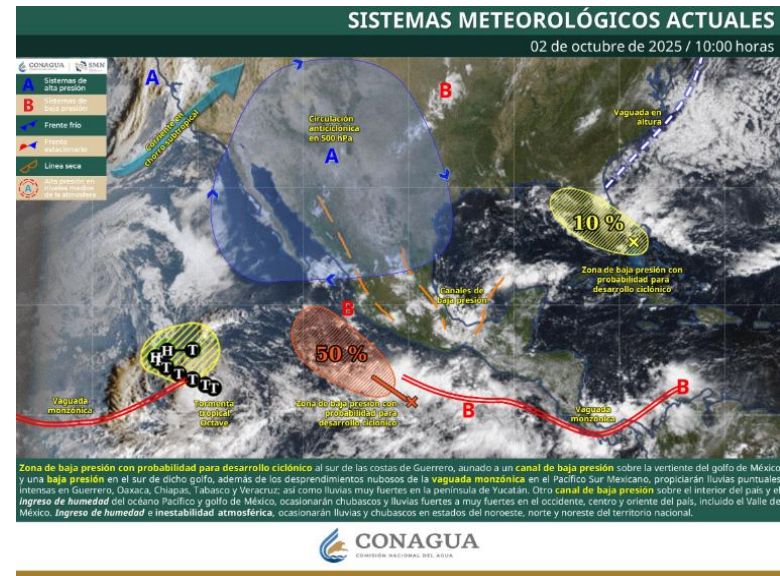 SISTEMAS METEOROLÓGICOS ACTUALES
02 de octubre de 2025 / 10:00 horas
CONAGUA
SMN
A Sistemas de alta presión
B Sistemas de baja presión
Frente frío
Frente estacionario
Línea seca
A Alta presión en niveles medios de la atmósfera
A
Corriente en
chorro subtropical
Circulación
anticiclónica
en 500 hPa
A
B
Vaguada en
altura
10 %
Zona de baja presión con
probabilidad para
desarrollo ciclónico
Canales de
baja presión
B
50 %
H H T
T T T T T
Vaguada
monzónica
Tormenta
tropical
Octave
Zona de baja presión con
probabilidad para
desarrollo ciclónico
B
Vaguada
monzónica
B
Zona de baja presión con probabilidad para desarrollo ciclónico al sur de las costas de Guerrero, aunado a un canal de baja presión sobre la vertiente del golfo de México
y una baja presión en el sur de dicho golfo, además de los desprendimientos nubosos de la vaguada monzónica en el Pacífico Sur Mexicano, propiciarán lluvias puntuales
intensas en Guerrero, Oaxaca, Chiapas, Tabasco y Veracruz; así como lluvias muy fuertes en la península de Yucatán. Otro canal de baja presión sobre el interior del país y el
ingreso de humedad del océano Pacífico y golfo de México, ocasionarán chubascos y lluvias fuertes a muy fuertes en el occidente, centro y oriente del país, incluido el Valle de
México. Ingreso de humedad e inestabilidad atmosférica, ocasionarán lluvias y chubascos en estados del noroeste, norte y noreste del territorio nacional.
CONAGUA
COMISIÓN NACIONAL DEL AGUA